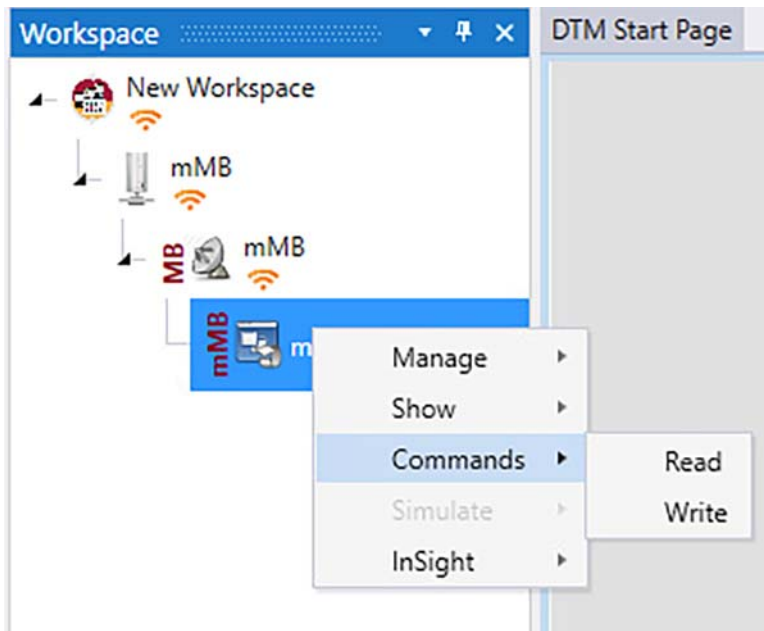 Workspace
DTM Start Page
New Workspace
mMB
MB
mMB
mMB
m
Manage
Show
Commands
Read
Simulate
Write
InSight